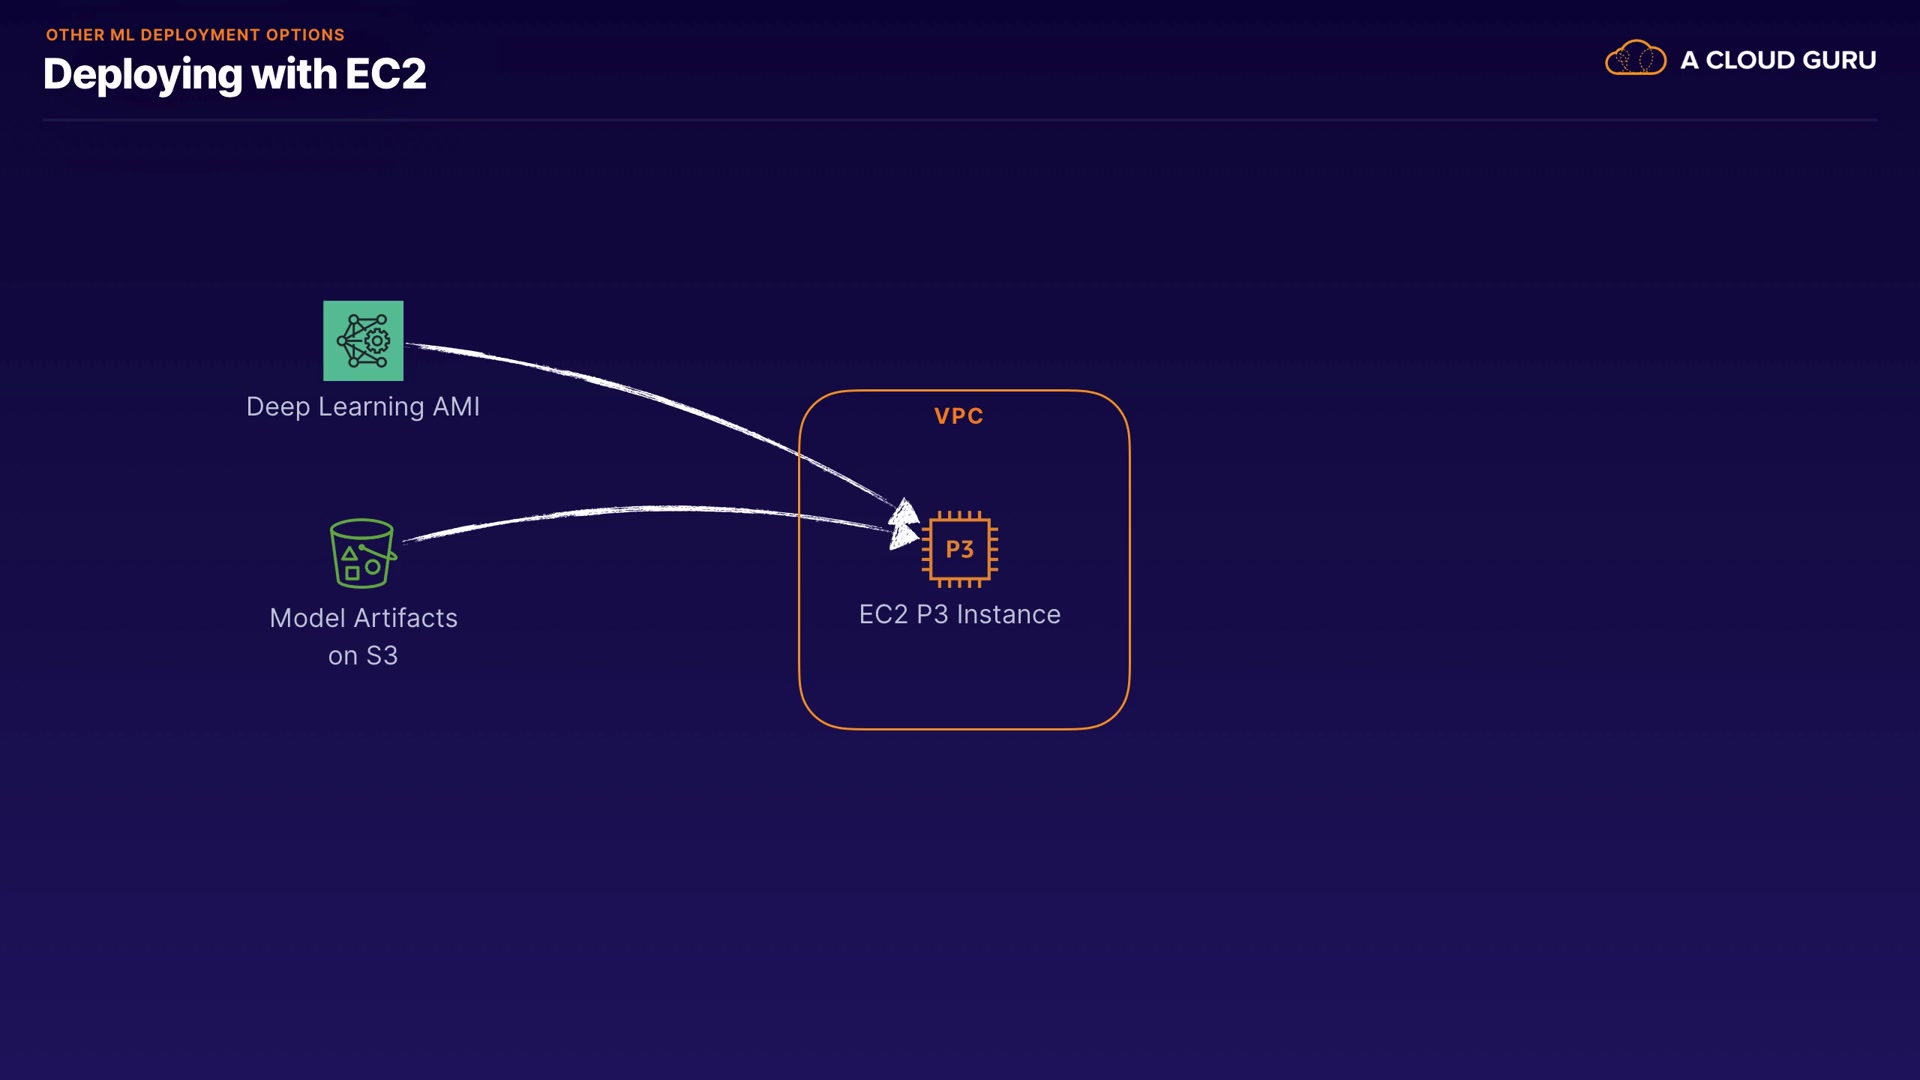 OTHER ML DEPLOYMENT OPTIONS
Deploying with EC2
A CLOUD GURU
Deep Learning AMI
VPC
P3
EC2 P3 Instance
Model Artifacts
on S3